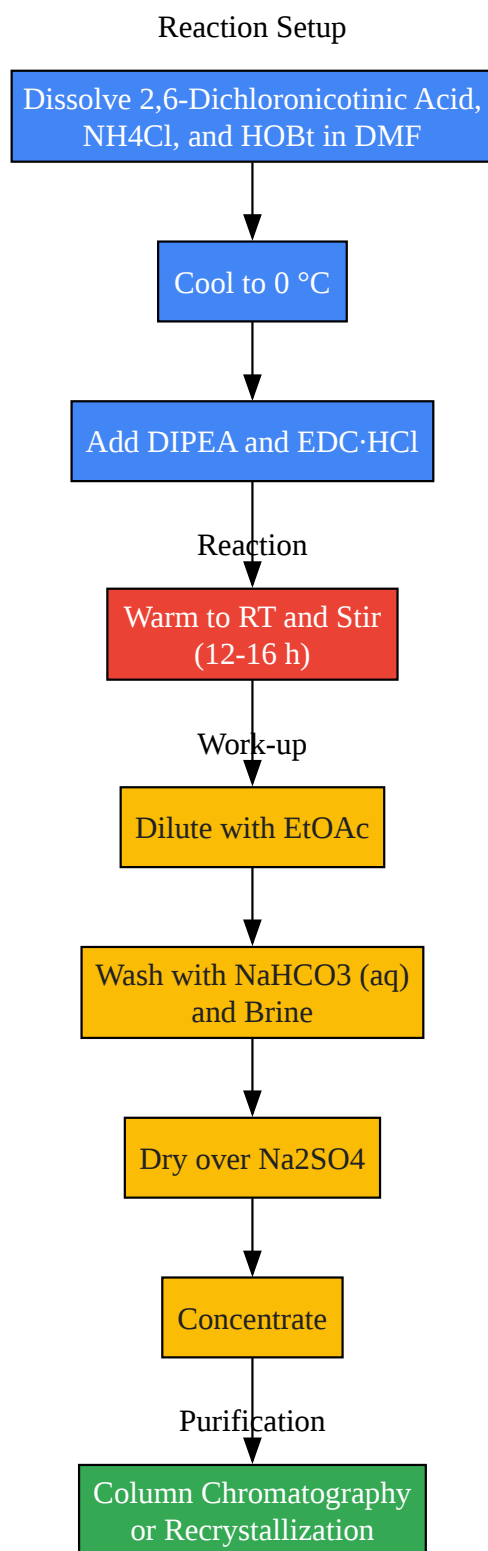 Reaction Setup
Dissolve 2,6-Dichloronicotinic Acid,
NH4Cl, and HOBt in DMF
Cool to 0 °C
Add DIPEA and EDC·HCl
Reaction
Warm to RT and Stir
(12-16 h)
Work-up
Dilute with EtOAc
Wash with NaHCO3 (aq)
and Brine
Dry over Na2SO4
Concentrate
Purification
Column Chromatography
or Recrystallization